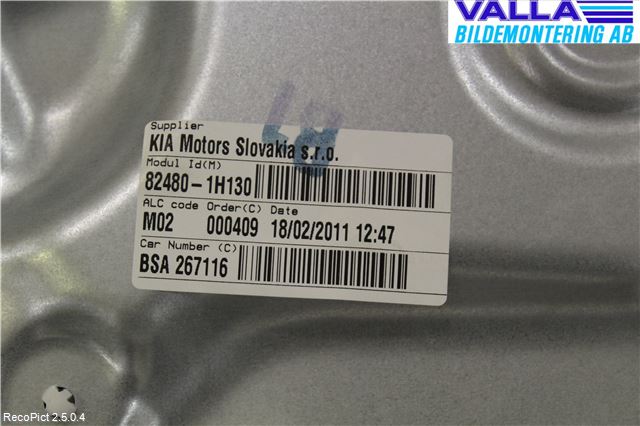 VALLA
BILDEMONTERING AB
Supplier
KIA Motors Slovakia s.r.o.
Modul Id(M)
82480-1H130
ALC code Order(C) Date
M02 000409 18/02/2011 12:47
Car Number (C)
BSA 267116
RecoPict 2.5.0.4